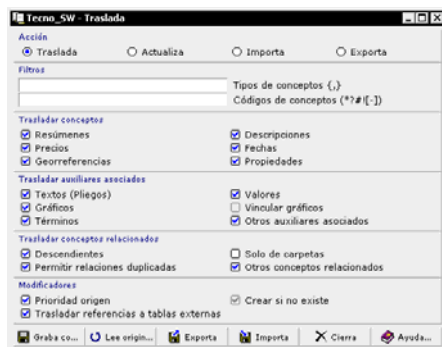 Tecno_SW - Traslada
Acción
Traslada Actualiza Importa Exporta
Filtros
Tipos de conceptos {,}
Códigos de conceptos (*?#![-])
Trasladar conceptos
Resúmenes Descripciones
Precios Fechas
Georreferencias Propiedades
Trasladar auxiliares asociados
Textos (Pliegos) Valores
Gráficos Vincular gráficos
Términos Otros auxiliares asociados
Trasladar conceptos relacionados
Descendientes Solo de carpetas
Permitir relaciones duplicadas Otros conceptos relacionados
Modificadores
Prioridad origen Crear si no existe
Trasladar referencias a tablas externas
Graba co... Lee origin... Exporta Importa Cierra Ayuda...